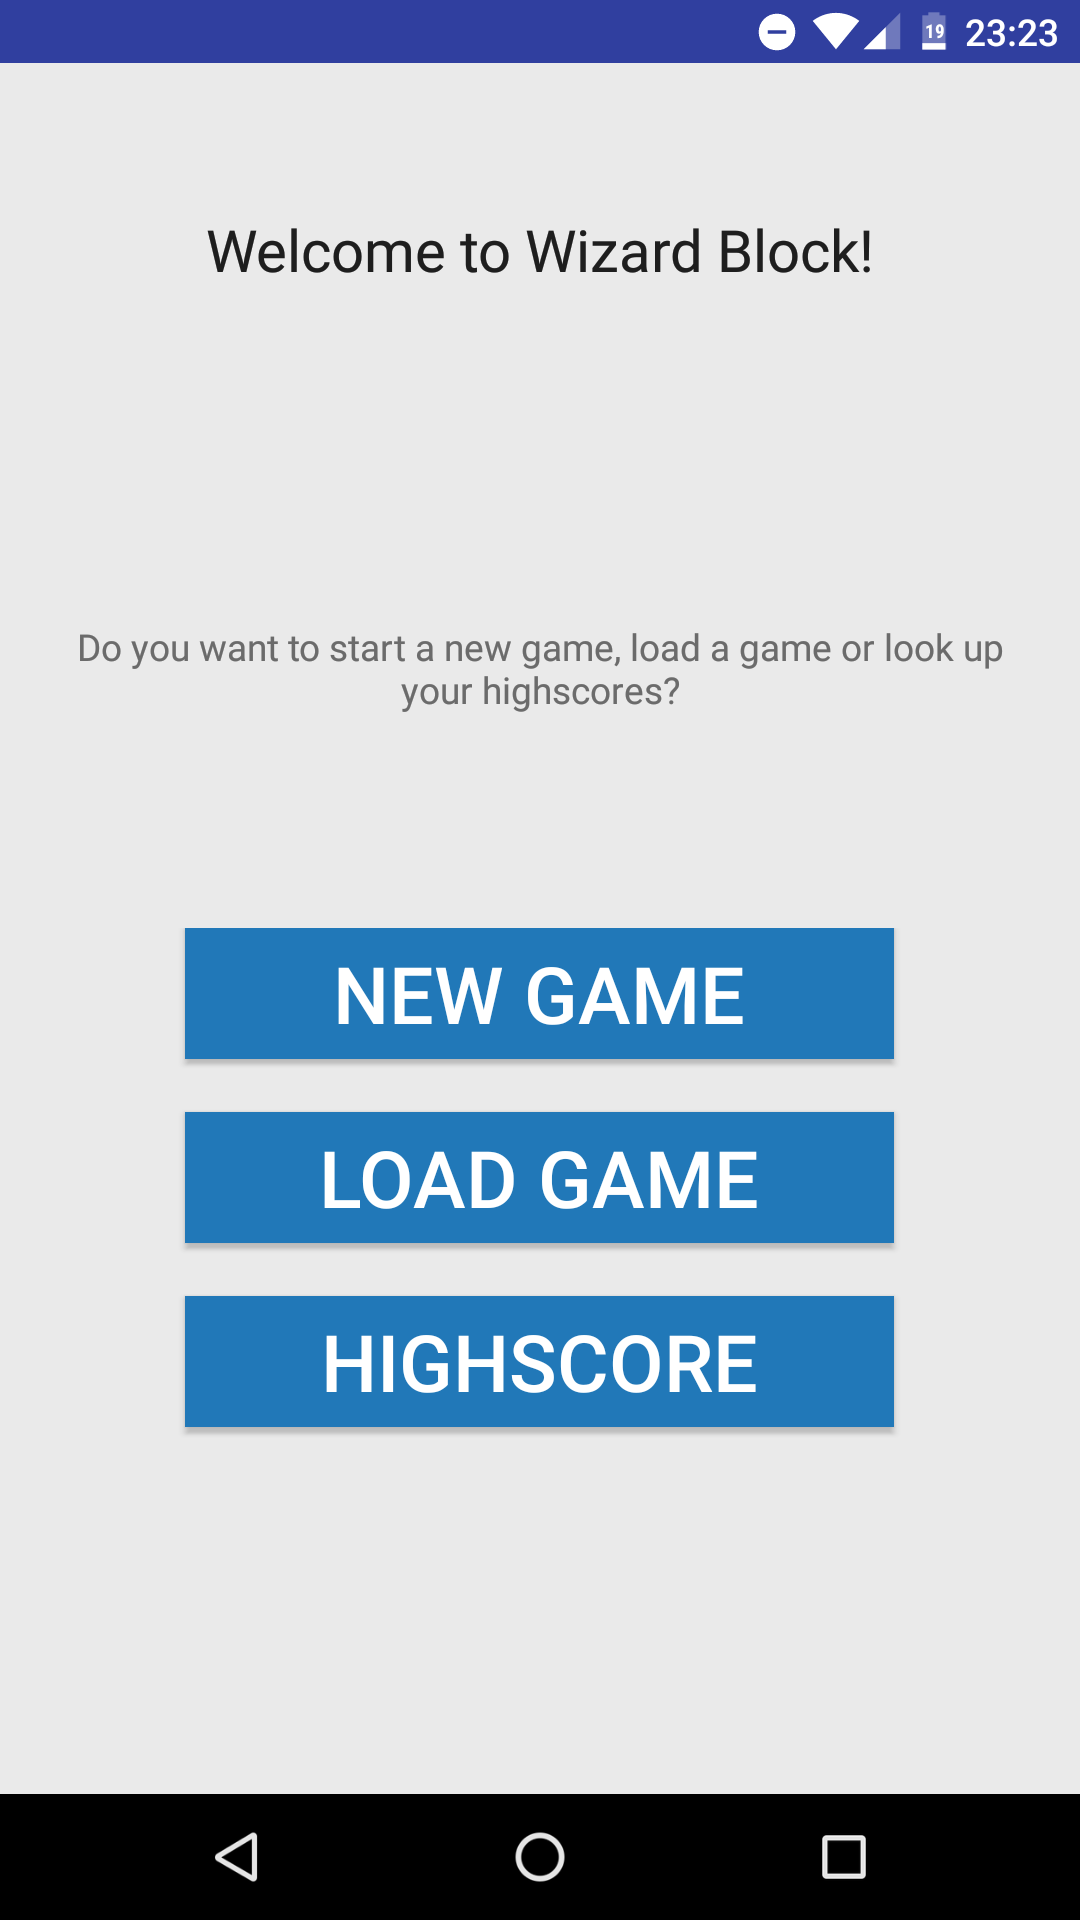 19 23:23
Welcome to Wizard Block!
Do you want to start a new game, load a game or look up
your highscores?
NEW GAME
LOAD GAME
HIGHSCORE